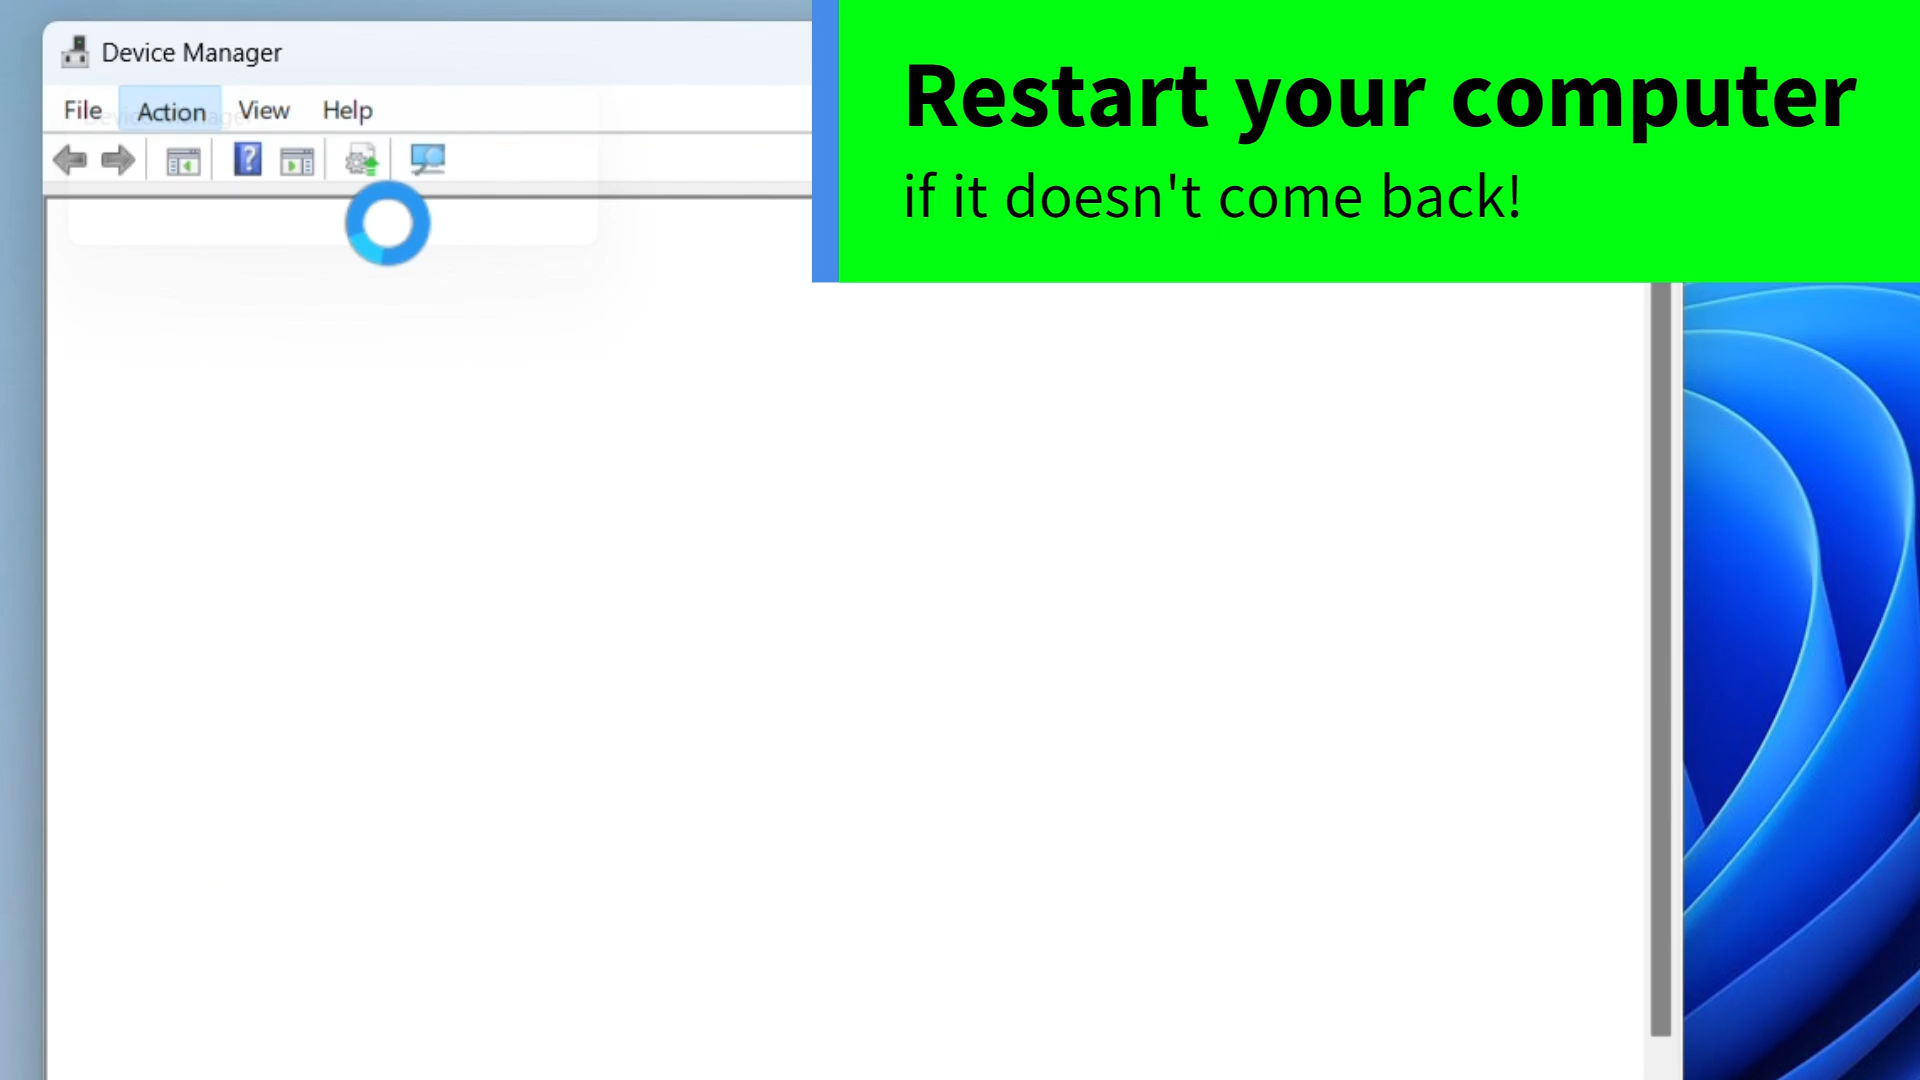 Device Manager
File Action View Help
Restart your computer
if it doesn't come back!